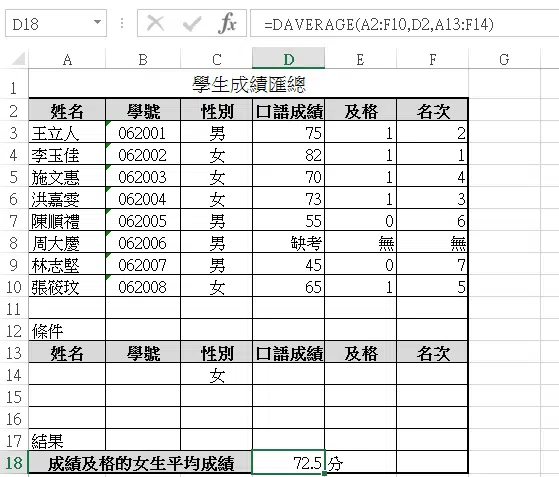 D18 fx =DAVERAGE(A2:F10,D2,A13:F14)
A B C D E F G
1 學生成績匯總
2 姓名 學號 性別 口語成績 及格 名次
3 王立人 062001 男 75 1 2
4 李玉佳 062002 女 82 1 1
5 施文惠 062003 女 70 1 4
6 洪嘉雯 062004 女 73 1 3
7 陳順禮 062005 男 55 0 6
8 周大慶 062006 男 缺考 無 無
9 林志堅 062007 男 45 0 7
10 張筱玟 062008 女 65 1 5
11
12 條件
13 姓名 學號 性別 口語成績 及格 名次
14 女
15
16
17 結果
18 成績及格的女生平均成績 72.5 分